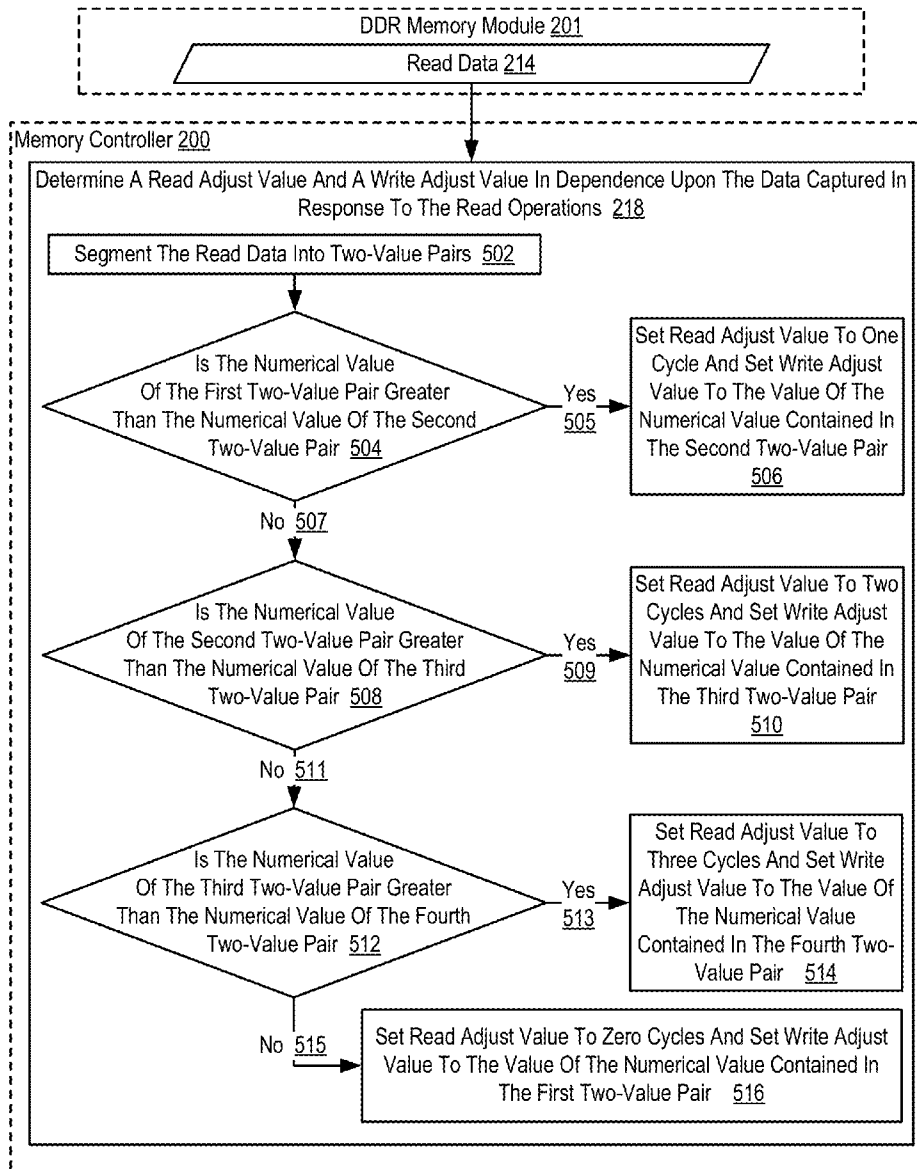 DDR Memory Module 201
Read Data 214
Memory Controller 200
Determine A Read Adjust Value And A Write Adjust Value In Dependence Upon The Data Captured In
Response To The Read Operations 218
Segment The Read Data Into Two-Value Pairs 502
Is The Numerical Value
Of The First Two-Value Pair Greater
Than The Numerical Value Of The Second
Two-Value Pair 504
Yes
505
Set Read Adjust Value To One
Cycle And Set Write Adjust
Value To The Value Of The
Numerical Value Contained In
The Second Two-Value Pair
506
No 507
Is The Numerical Value
Of The Second Two-Value Pair Greater
Than The Numerical Value Of The Third
Two-Value Pair 508
Yes
509
Set Read Adjust Value To Two
Cycles And Set Write Adjust
Value To The Value Of The
Numerical Value Contained In
The Third Two-Value Pair
510
No 511
Is The Numerical Value
Of The Third Two-Value Pair Greater
Than The Numerical Value Of The Fourth
Two-Value Pair 512
Yes
513
Set Read Adjust Value To
Three Cycles And Set Write
Adjust Value To The Value Of
The Numerical Value
Contained In The Fourth Two-
Value Pair 514
No 515
Set Read Adjust Value To Zero Cycles And Set Write Adjust
Value To The Value Of The Numerical Value Contained In
The First Two-Value Pair 516